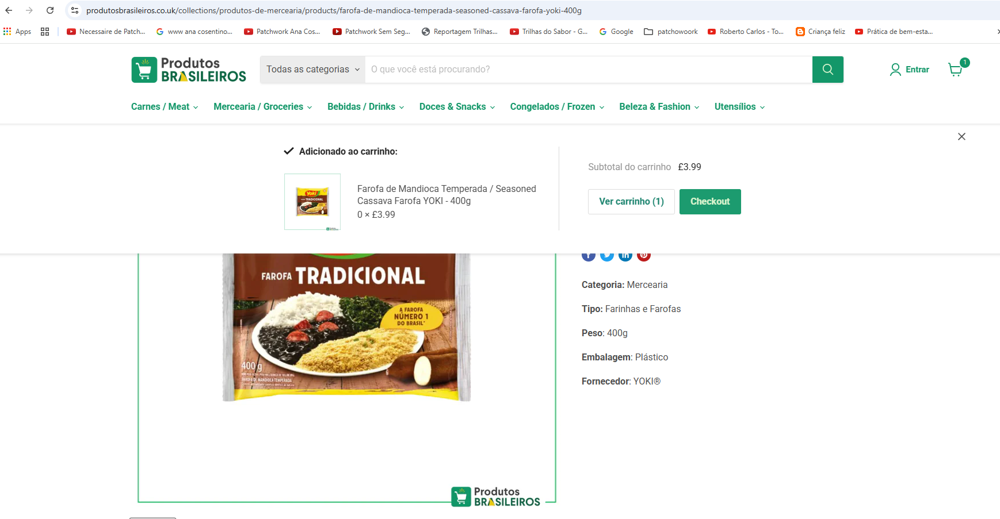 produtosbrasileiros.co.uk/collections/produtos-de-mercearia/products/farofa-de-mandioca-temperada-seasoned-cassava-farofa-yoki-400g
Apps
Necessaire de Patch...
www ana cosentino...
Patchwork Ana Cos...
Patchwork Sem Seg...
Reportagem Trilhas...
Trilhas do Sabor - G...
Google
patchowoork
Roberto Carlos - To...
Criança feliz
Prática de bem-esta...
Produtos
BRASILEIROS
Todas as categorias
O que você está procurando?
Entrar
1
Carnes / Meat
Mercearia / Groceries
Bebidas / Drinks
Doces & Snacks
Congelados / Frozen
Beleza & Fashion
Utensílios
Adicionado ao carrinho:
YOKI
TRADICIONAL
Farofa de Mandioca Temperada / Seasoned
Cassava Farofa YOKI - 400g
0 × £3.99
Subtotal do carrinho £3.99
Ver carrinho (1)
Checkout
FAROFA TRADICIONAL
A FAROFA
NÚMERO 1
DO BRASIL*
400 g
FAROFA DE MANDIOCA TEMPERADA
Produtos
BRASILEIROS
Categoria: Mercearia
Tipo: Farinhas e Farofas
Peso: 400g
Embalagem: Plástico
Fornecedor: YOKI®